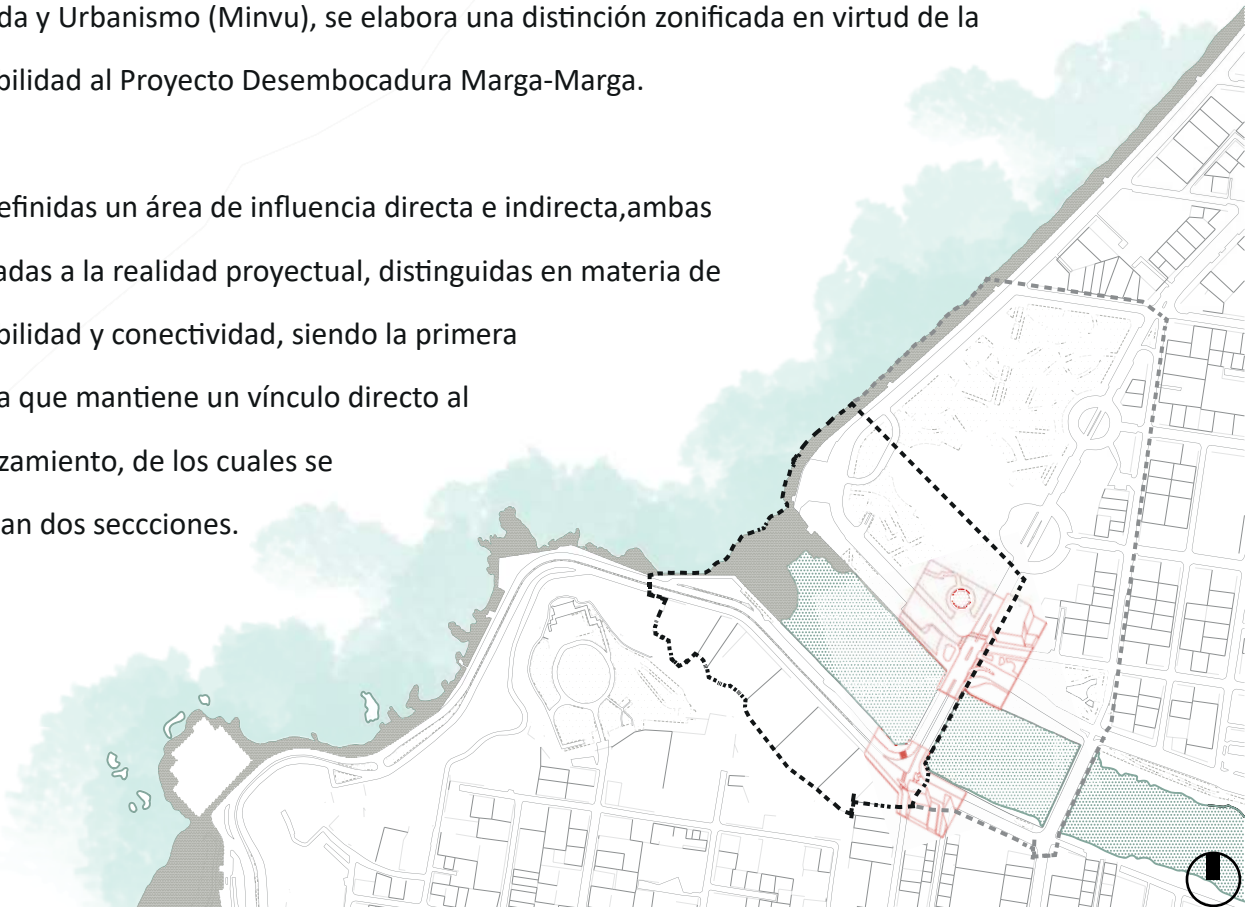 da y Urbanismo (Minvu), se elabora una distinción zonificada en virtud de la
bilidad al Proyecto Desembocadura Marga-Marga.
efinidas un área de influencia directa e indirecta,ambas
adas a la realidad proyectual, distinguidas en materia de
bilidad y conectividad, siendo la primera
a que mantiene un vínculo directo al
zamiento, de los cuales se
an dos seccciones.